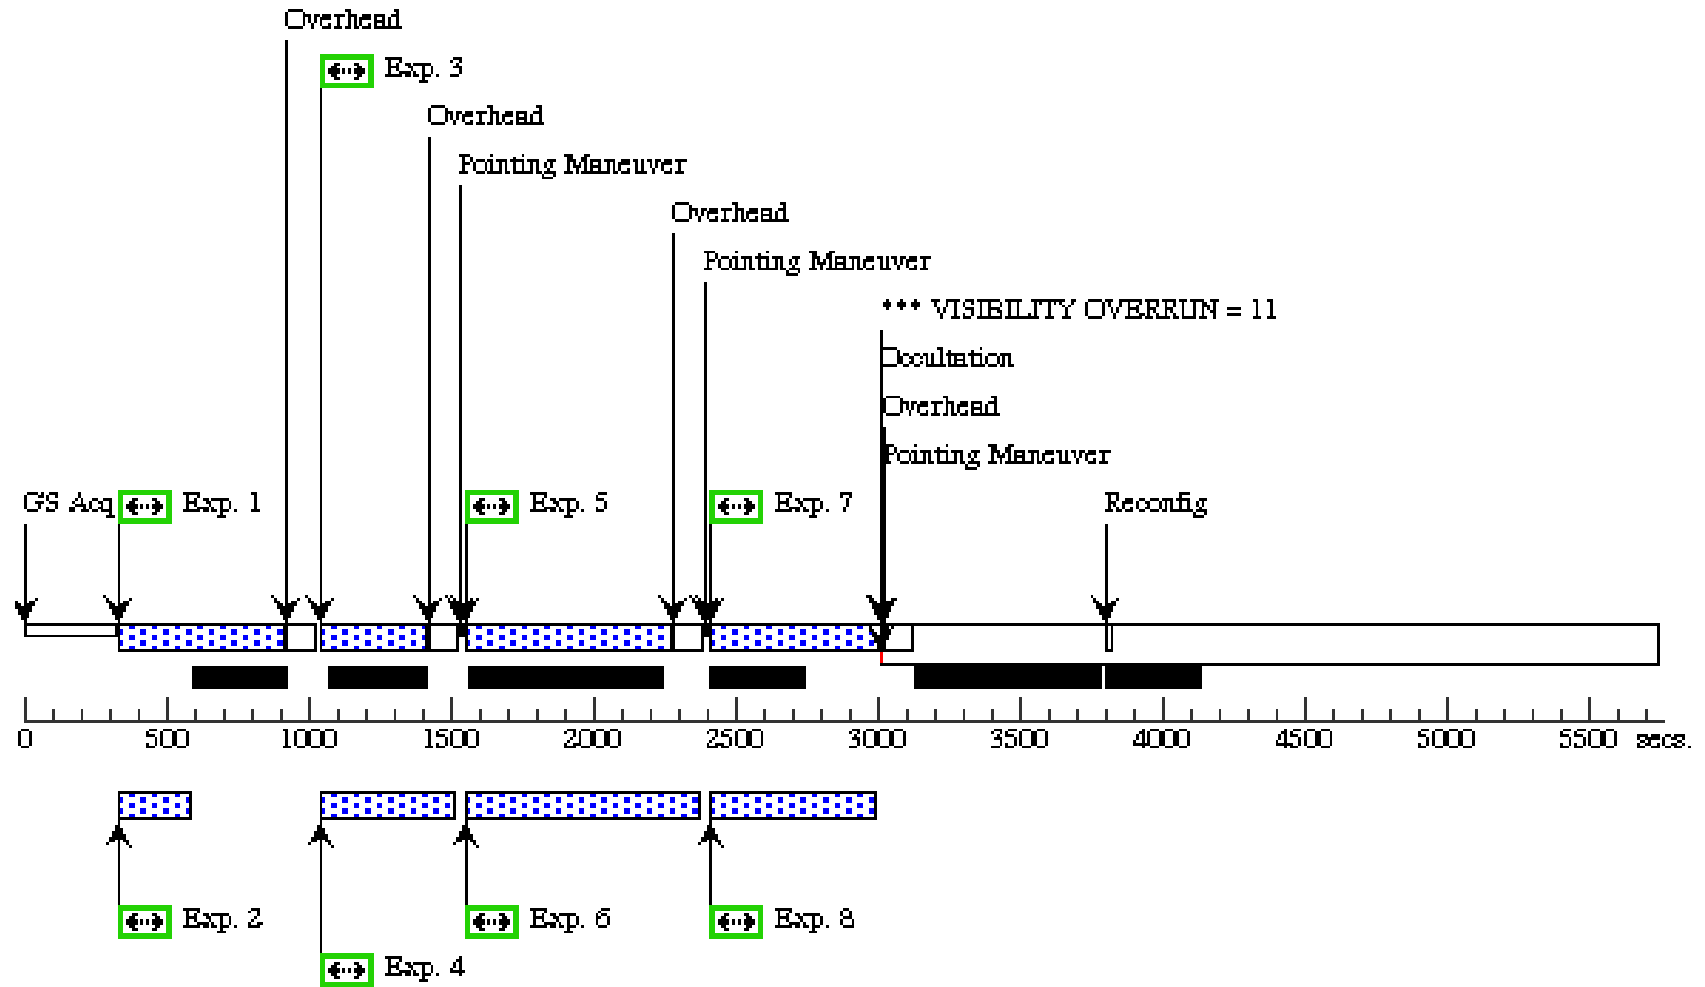 Overhead
Exp. 3
Overhead
Pointing Maneuver
Overhead
Pointing Maneuver
*** VISIBILITY OVERRUN = 11
Occultation
Overhead
Pointing Maneuver
GS Acq Exp. 1 Exp. 5 Exp. 7 Reconfig
0 500 1000 1500 2000 2500 3000 3500 4000 4500 5000 5500 secs.
Exp. 2 Exp. 6 Exp. 8
Exp. 4